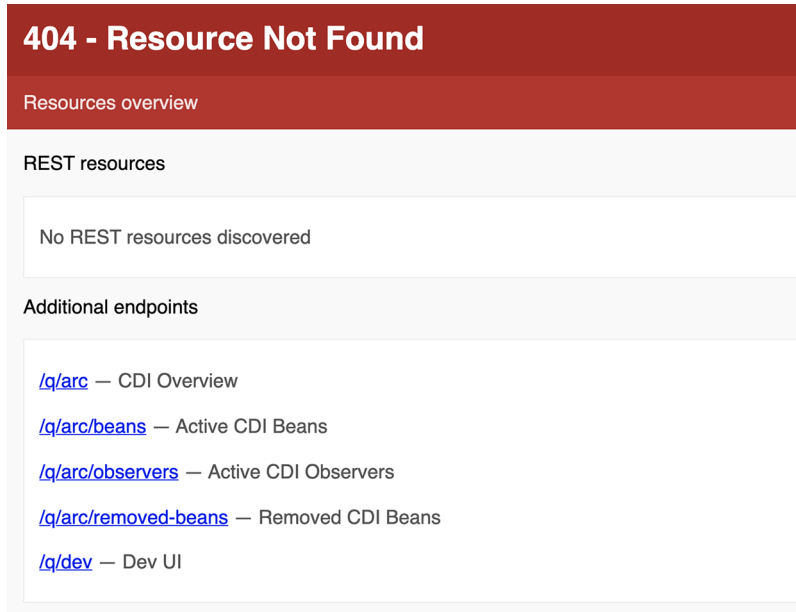 404 - Resource Not Found
Resources overview
REST resources
No REST resources discovered
Additional endpoints
/q/arc — CDI Overview
/q/arc/beans — Active CDI Beans
/q/arc/observers — Active CDI Observers
/q/arc/removed-beans — Removed CDI Beans
/q/dev — Dev UI